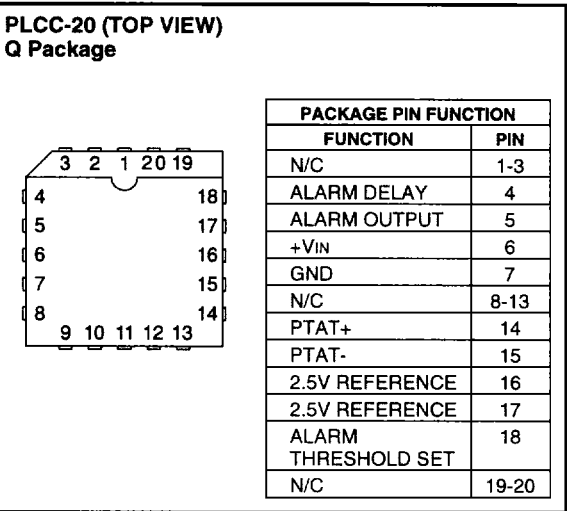 PLCC-20 (TOP VIEW)
Q Package
3 2 1 20 19
4 18
5 17
6 16
7 15
8 14
9 10 11 12 13
PACKAGE PIN FUNCTION
FUNCTION PIN
N/C 1-3
ALARM DELAY 4
ALARM OUTPUT 5
+VIN 6
GND 7
N/C 8-13
PTAT+ 14
PTAT- 15
2.5V REFERENCE 16
2.5V REFERENCE 17
ALARM 18
THRESHOLD SET
N/C 19-20